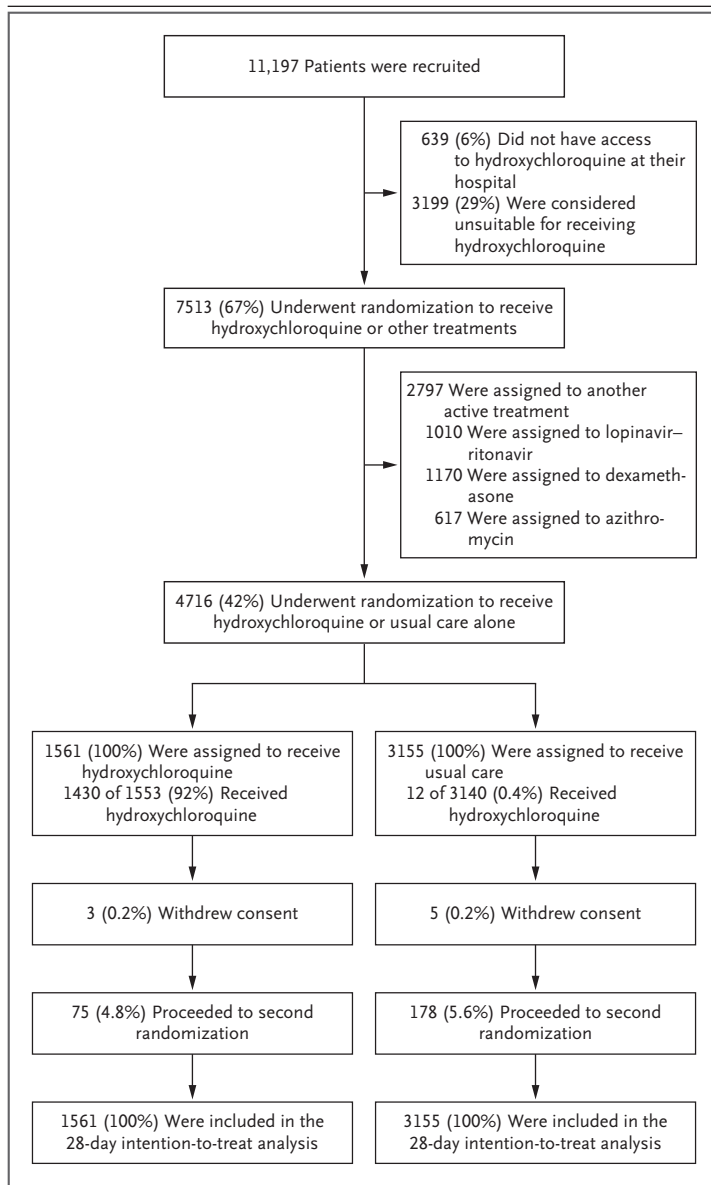 11,197 Patients were recruited
639 (6%) Did not have access
to hydroxychloroquine at their
hospital
3199 (29%) Were considered
unsuitable for receiving
hydroxychloroquine
7513 (67%) Underwent randomization to receive
hydroxychloroquine or other treatments
2797 Were assigned to another
active treatment
1010 Were assigned to lopinavir–
ritonavir
1170 Were assigned to dexameth-
asone
617 Were assigned to azithro-
mycin
4716 (42%) Underwent randomization to receive
hydroxychloroquine or usual care alone
1561 (100%) Were assigned to receive
hydroxychloroquine
1430 of 1553 (92%) Received
hydroxychloroquine
3155 (100%) Were assigned to receive
usual care
12 of 3140 (0.4%) Received
hydroxychloroquine
3 (0.2%) Withdrew consent
5 (0.2%) Withdrew consent
75 (4.8%) Proceeded to second
randomization
178 (5.6%) Proceeded to second
randomization
1561 (100%) Were included in the
28-day intention-to-treat analysis
3155 (100%) Were included in the
28-day intention-to-treat analysis